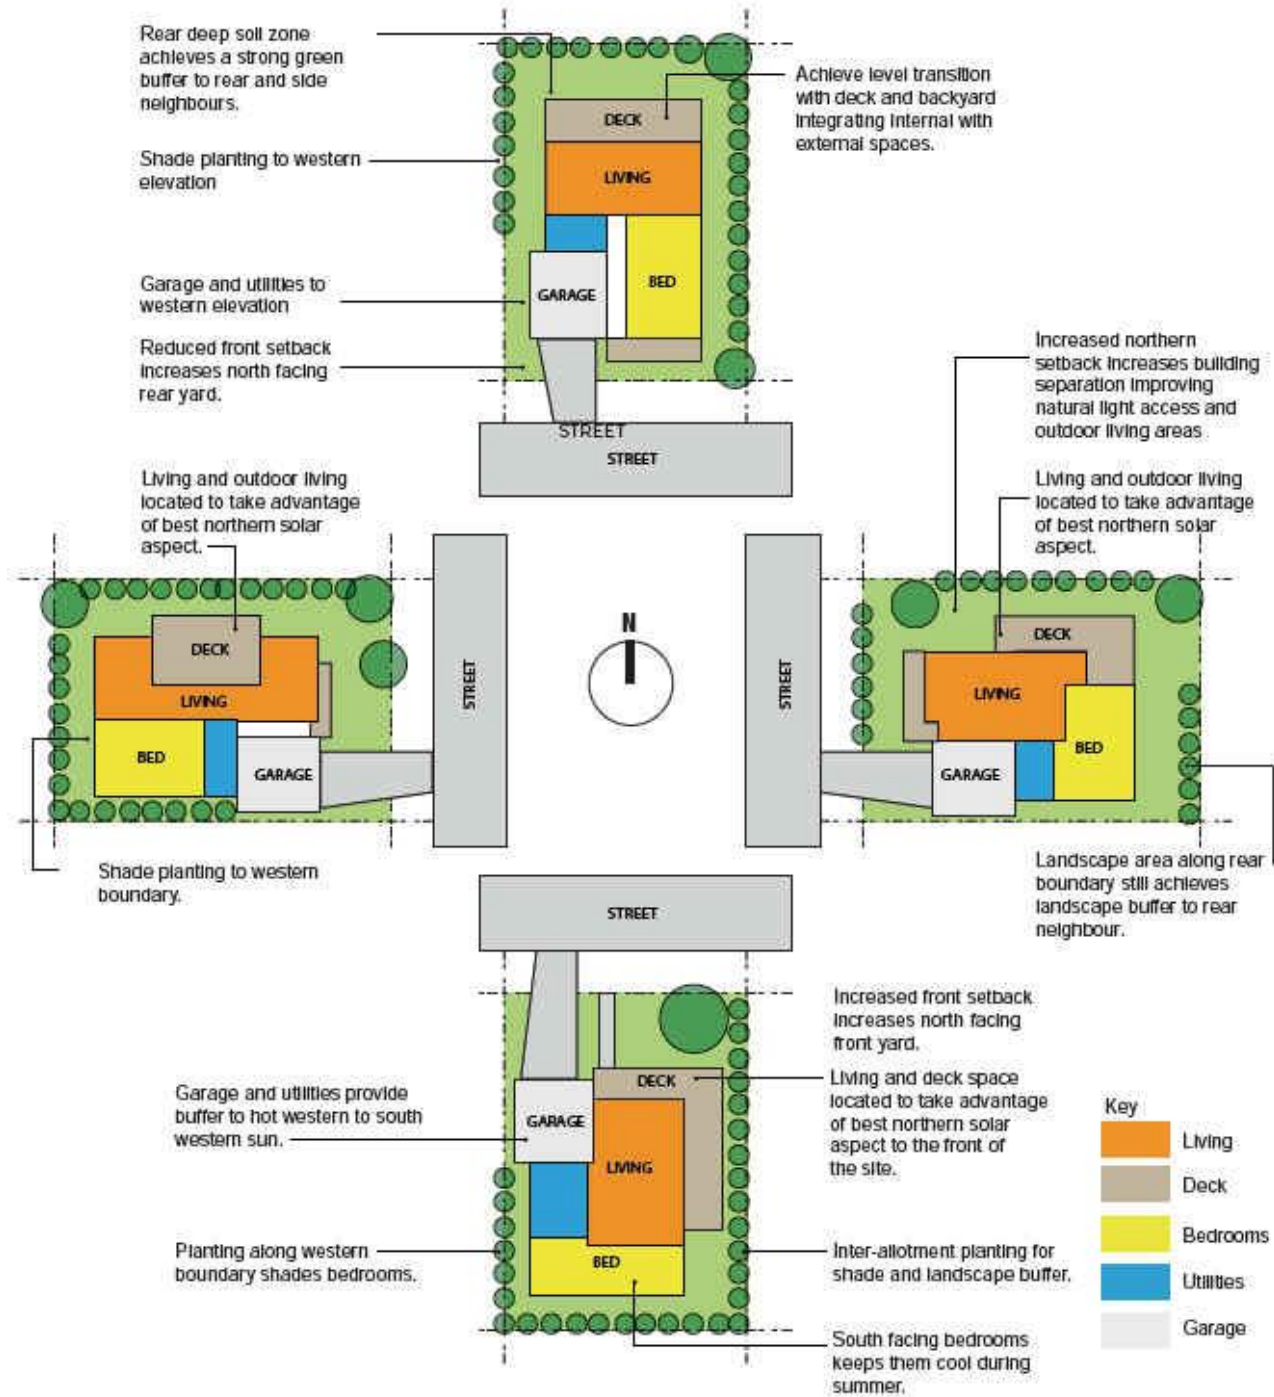 Rear deep soil zone
achieves a strong green
buffer to rear and side
neighbours.
Achieve level transition
with deck and backyard
integrating internal with
external spaces.
DECK
Shade planting to western
elevation
LIVING
Garage and utilities to
western elevation
GARAGE
BED
Reduced front setback
increases north facing
rear yard.
STREET
STREET
Increased northern
setback increases building
separation improving
natural light access and
outdoor living areas
Living and outdoor living
located to take advantage
of best northern solar
aspect.
DECK
LIVING
BED
GARAGE
STREET
Shade planting to western
boundary.
N
STREET
Living and outdoor living
located to take advantage
of best northern solar
aspect.
DECK
LIVING
BED
GARAGE
Landscape area along rear
boundary still achieves
landscape buffer to rear
neighbour.
STREET
Increased front setback
increases north facing
front yard.
DECK
Living and deck space
located to take advantage
of best northern solar
aspect to the front of
the site.
Garage and utilities provide
buffer to hot western to south
western sun.
GARAGE
LIVING
Planting along western
boundary shades bedrooms.
BED
Inter-allotment planting for
shade and landscape buffer.
South facing bedrooms
keeps them cool during
summer.
Key
Living
Deck
Bedrooms
Utilities
Garage